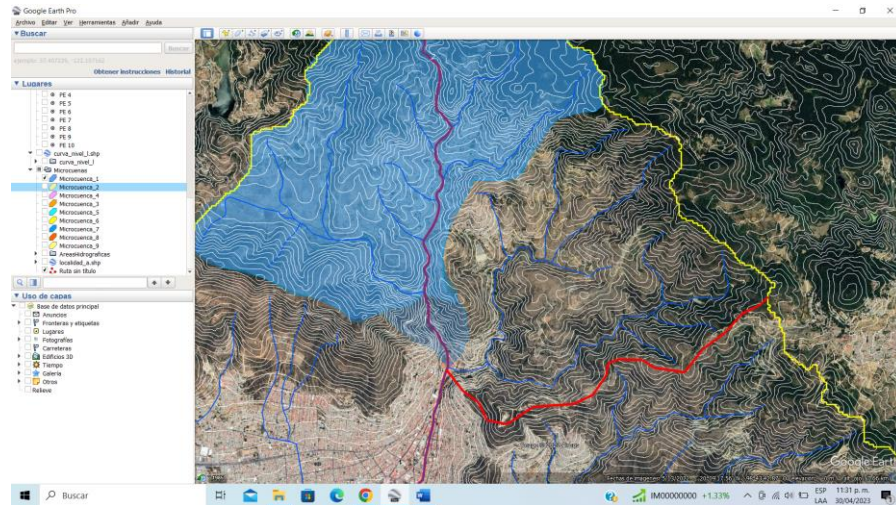 Google Earth Pro
Archivo Editar Ver Herramientas Añadir Ayuda
Buscar
Buscar
Obtener instrucciones Historial
Lugares
PE 4
PE 5
PE 6
PE 7
PE 8
PE 9
PE 10
curva_nivel_l.shp
curva_nivel_l
Microcuencas
Microcuenca_1
Microcuenca_2
Microcuenca_4
Microcuenca_3
Microcuenca_5
Microcuenca_6
Microcuenca_7
Microcuenca_8
Microcuenca_9
AreasHidrograficas
localidad_a.shp
Ruta sin título
Uso de capas
Base de datos principal
Anuncios
Fronteras y etiquetas
Lugares
Fotografías
Carreteras
Edificios 3D
Tiempo
Galería
Otros
Relieve
Google Earth
Buscar
IM00000000 +1,33%
ESP
LAA
11:31 p. m.
30/04/2023